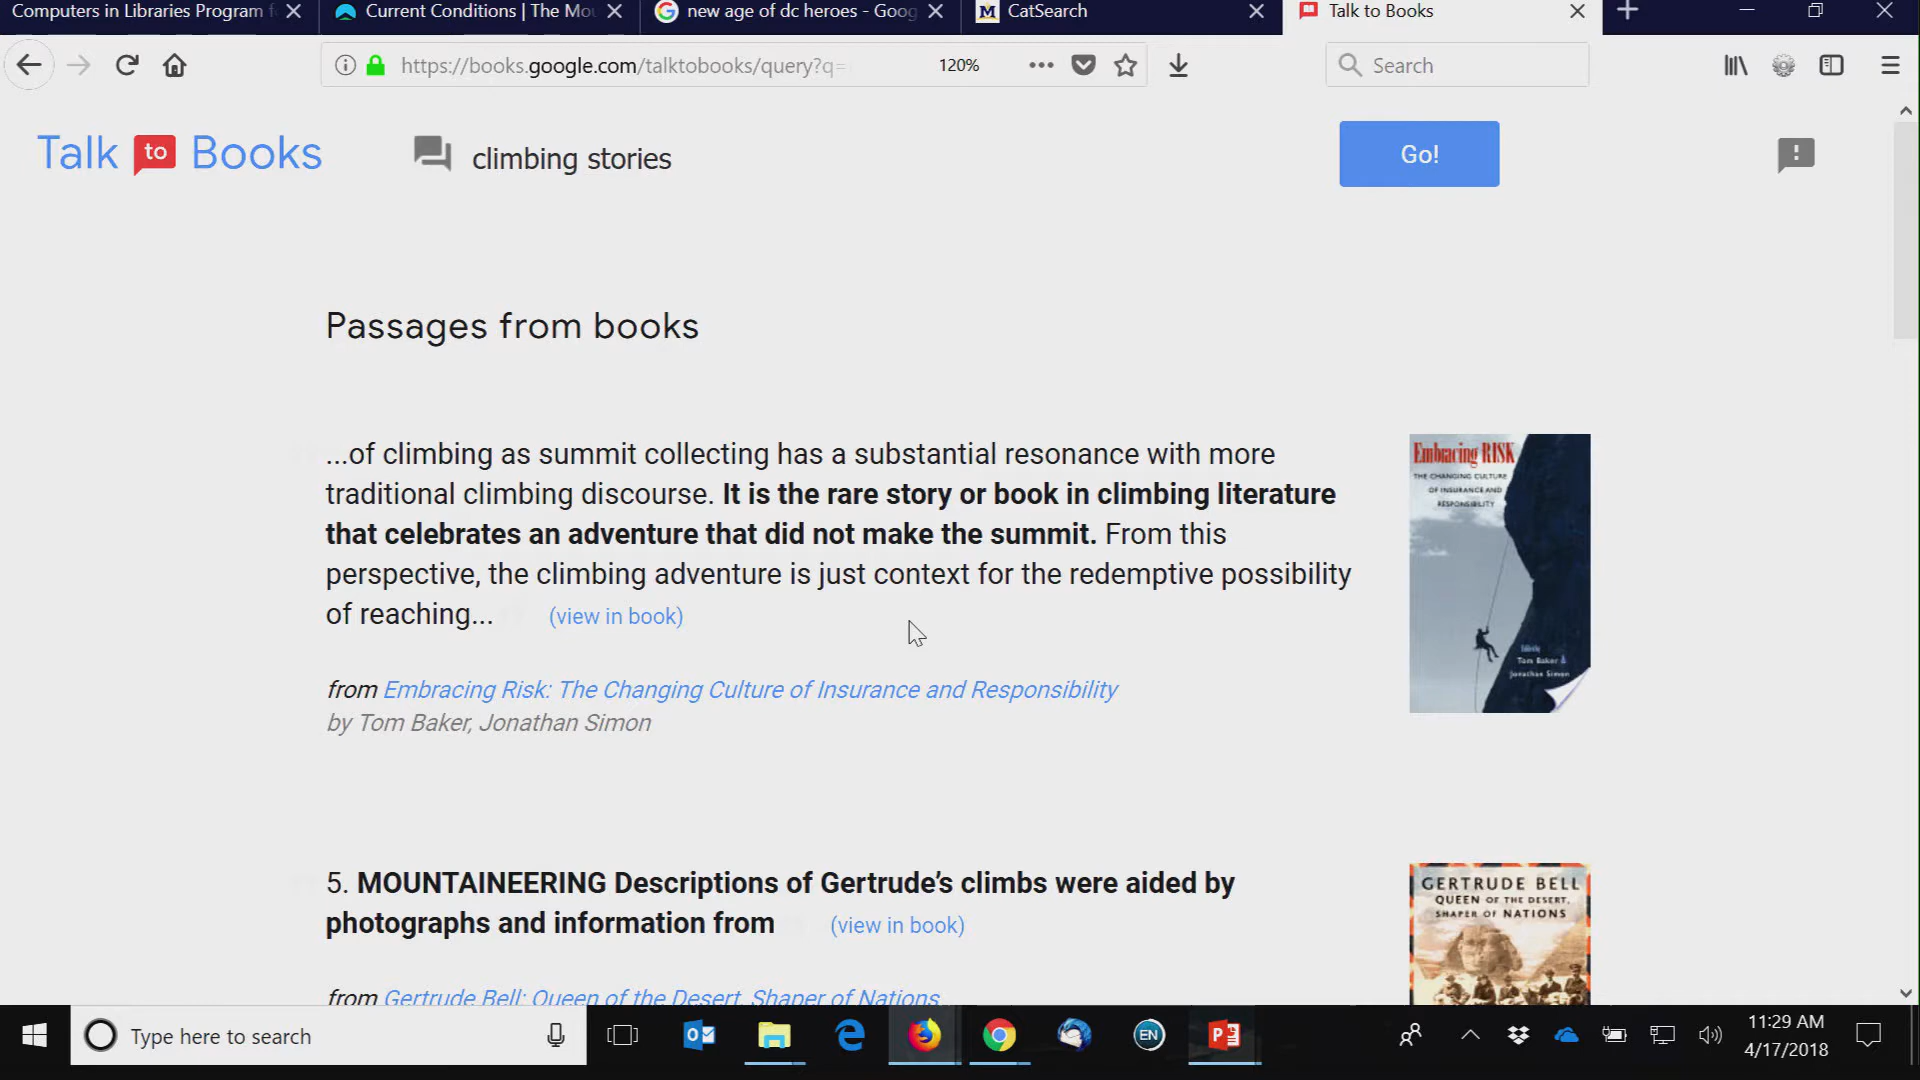 Computers in Libraries Program f
Current Conditions | The Mou
new age of dc heroes - Goog
CatSearch
Talk to Books
https://books.google.com/talktobooks/query?q=
120%
Search
Talk to Books
climbing stories
Go!
Passages from books
...of climbing as summit collecting has a substantial resonance with more
traditional climbing discourse. It is the rare story or book in climbing literature
that celebrates an adventure that did not make the summit. From this
perspective, the climbing adventure is just context for the redemptive possibility
of reaching... (view in book)
from Embracing Risk: The Changing Culture of Insurance and Responsibility
by Tom Baker, Jonathan Simon
Embracing RISK
THE CHANGING CULTURE
OF INSURANCE AND
RESPONSIBILITY
Tom Baker &
Jonathan Simon
5. MOUNTAINEERING Descriptions of Gertrude's climbs were aided by
photographs and information from (view in book)
from Gertrude Bell: Queen of the Desert, Shaper of Nations
GERTRUDE BELL
QUEEN OF THE DESERT,
SHAPER OF NATIONS
Type here to search
EN
11:29 AM
4/17/2018